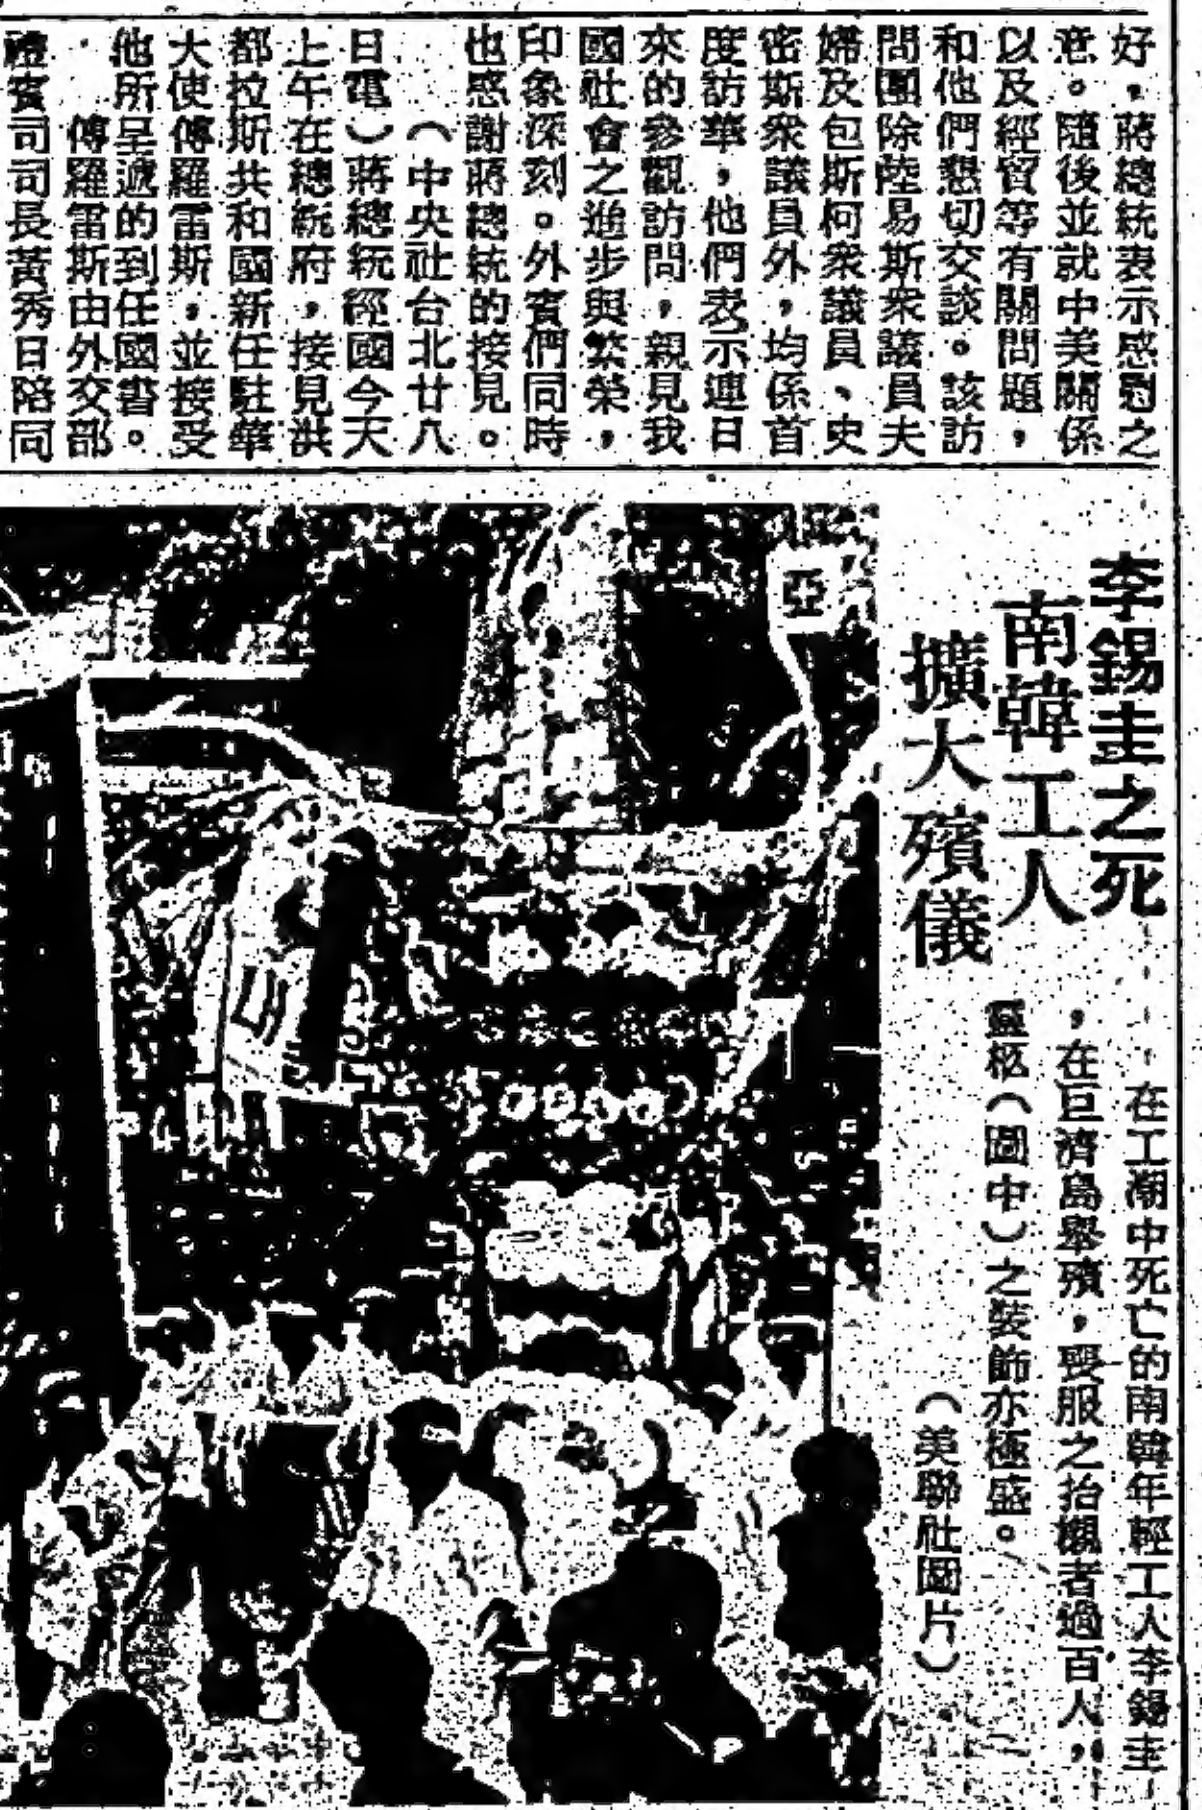 好，蔣總統表示感謝之
意。隨後並就中美關係
以及經貿等有關問題，
和他們懇切交談。該訪
問團除陸易斯衆議員夫
婦及包斯柯衆議員、史
密斯衆議員外，均係首
度訪華，他們表示連日
來的參觀訪問，親見我
國社會之進步與繁榮，
印象深刻。外賓們同時
也感謝蔣總統的接見。
（中央社台北廿八
日電）蔣總統經國今天
上午在總統府，接見洪
都拉斯共和國新任駐華
大使傅羅雷斯，並接受
他所呈遞的到任國書。
傅羅雷斯由外交部
禮賓司司長黃秀日陪同
李錫圭之死
南韓工人
擴大殯儀
在工潮中死亡的南韓年輕工人李錫圭
，在巨濟島舉殯，喪服之抬櫬者過百人，
靈柩（圖中）之裝飾亦極盛。
（美聯社圖片）
亞